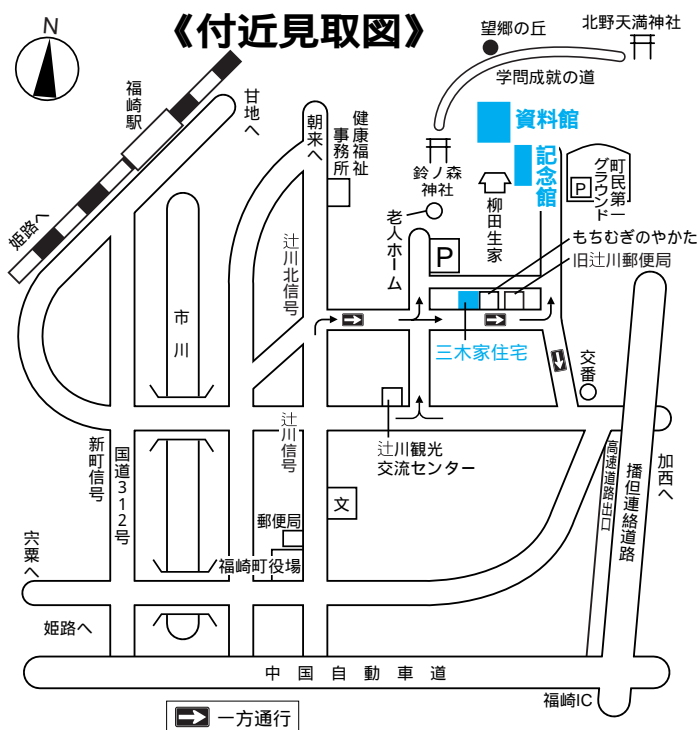 《付近見取図》
N
望郷の丘
北野天満神社
学問成就の道
福崎駅
甘地へ
朝来へ
健康福祉
事務所
資料館
記念館
鈴ノ森
神社
柳田生家
町民第一
グラウンド
P
老人ホーム
P
もちむぎのやかた
旧辻川郵便局
姫路へ
辻川北信号
市川
三木家住宅
交番
辻川信号
辻川観光
交流センター
新町信号
国道312号
高速道路出口
播但連絡道路
加西へ
文
郵便局
福崎町役場
宍粟へ
姫路へ
中国自動車道
福崎IC
一方通行